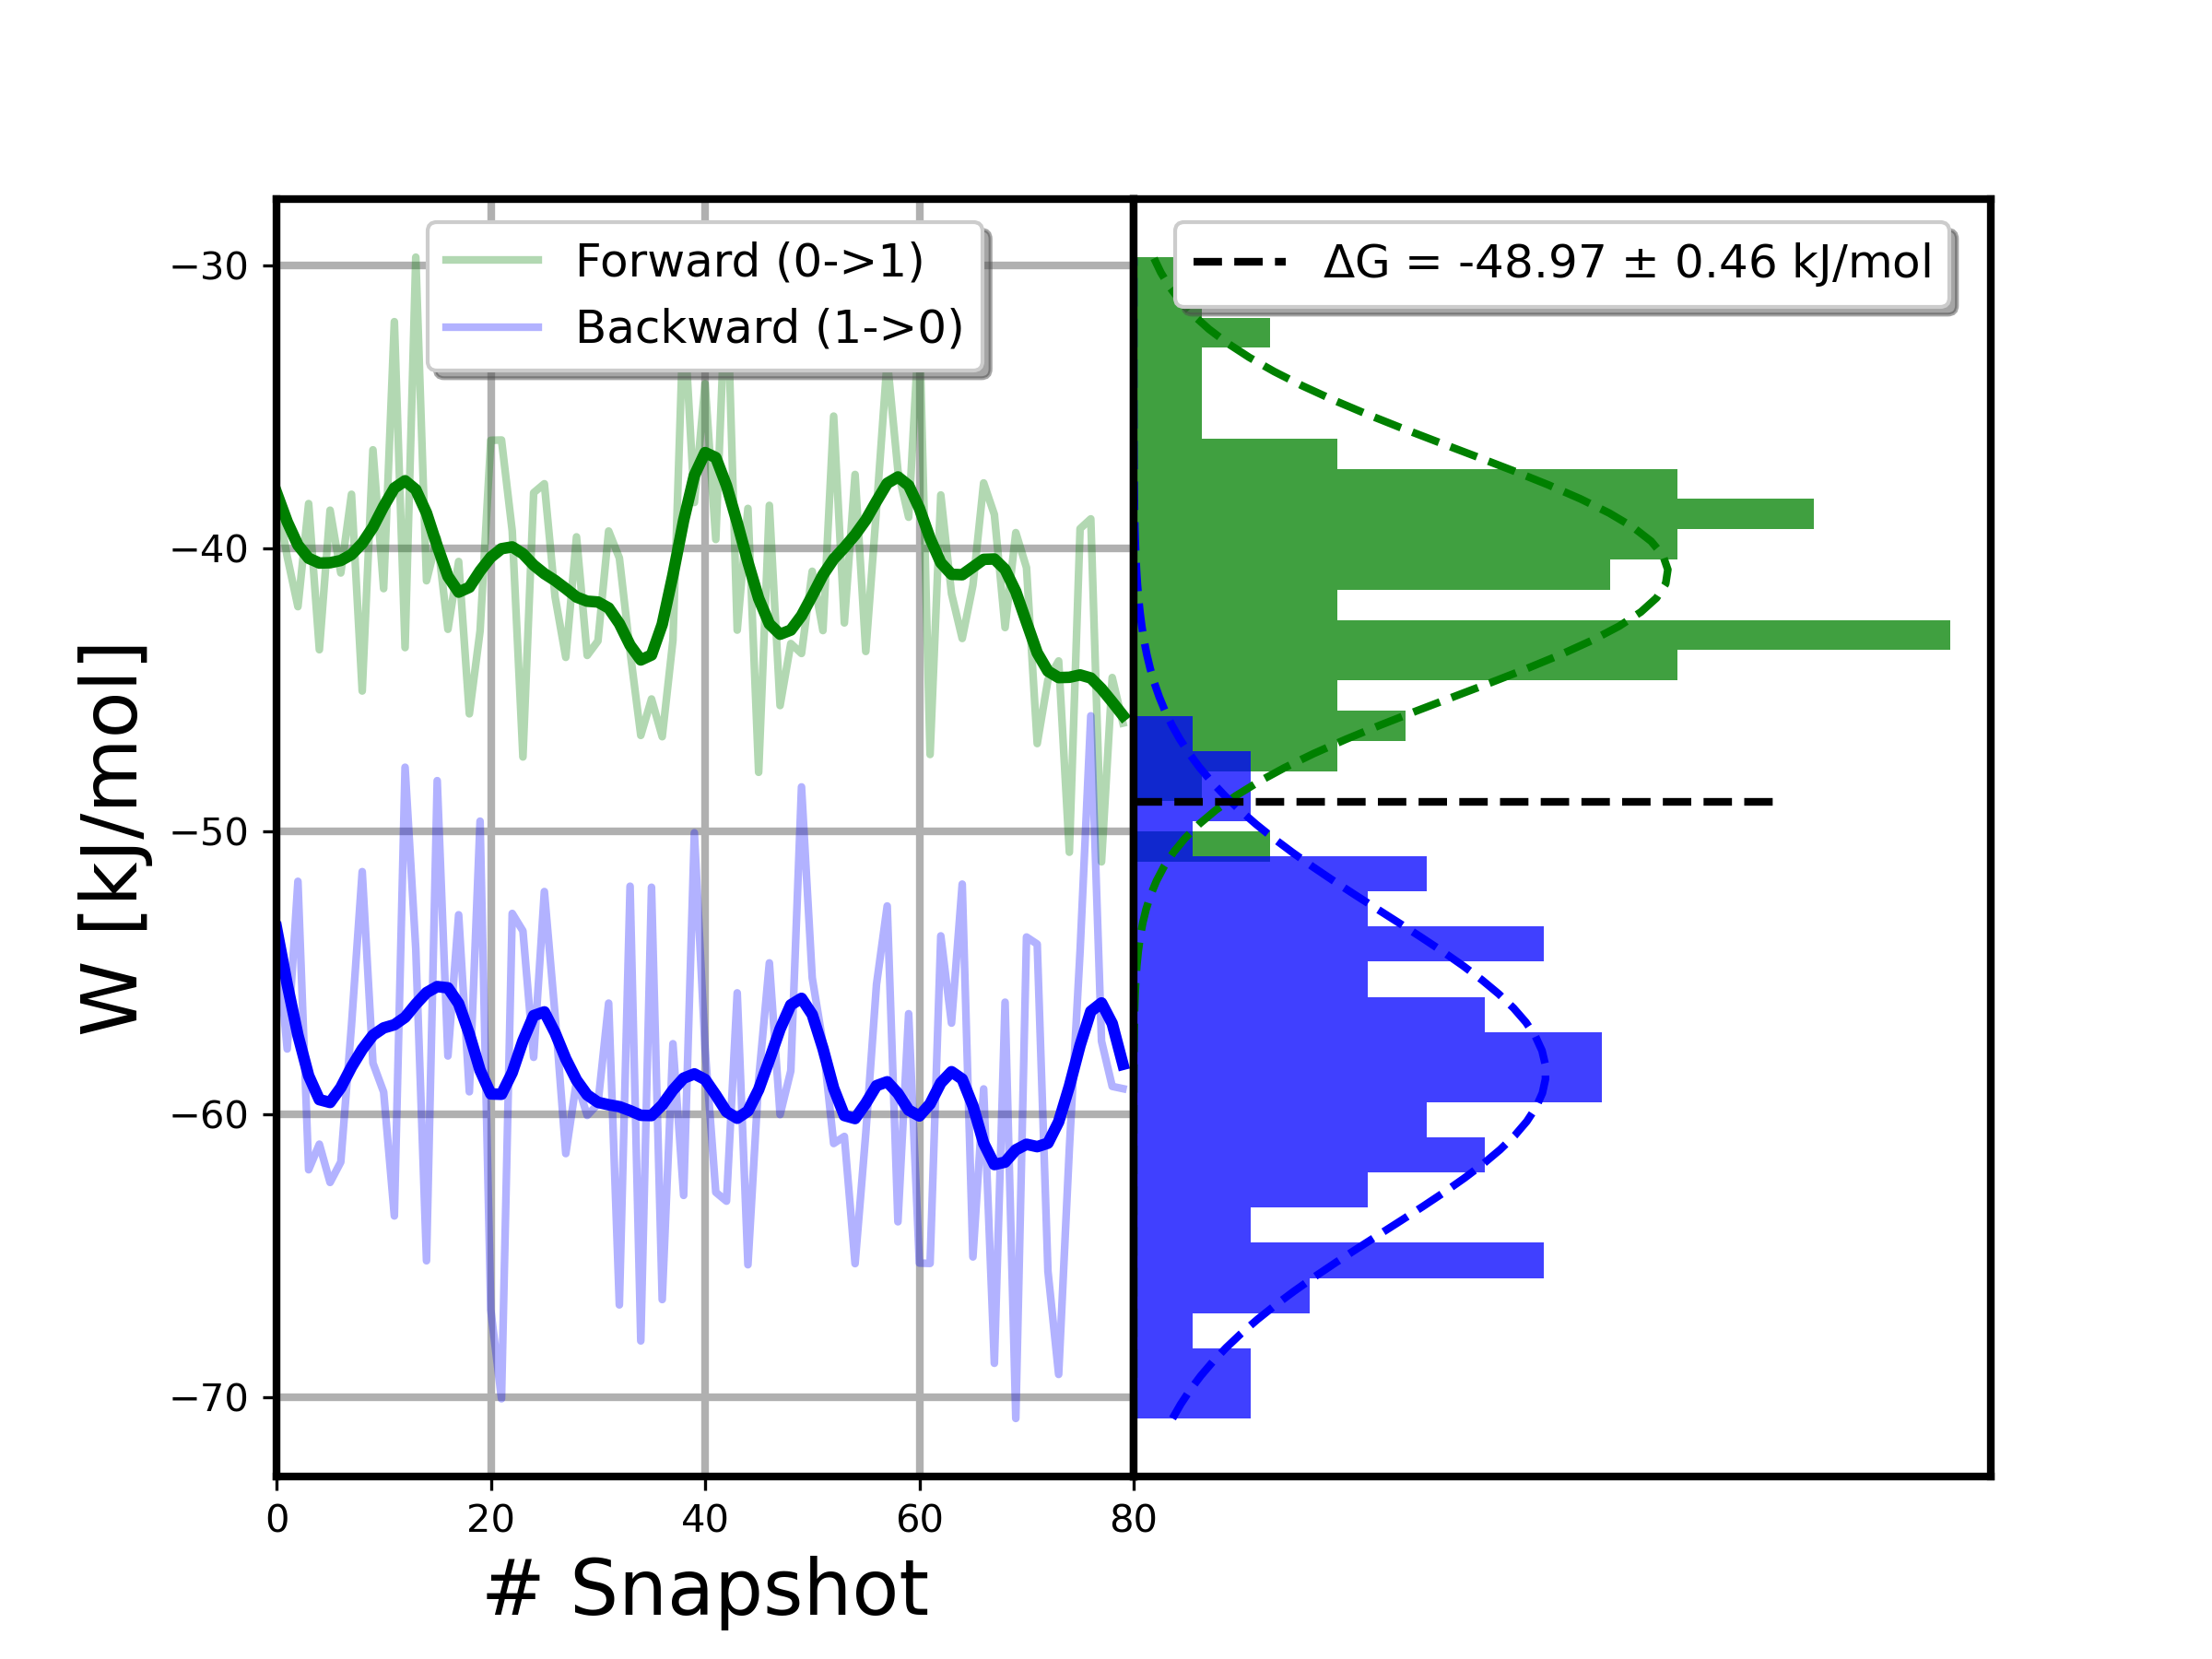 Forward (0->1)
Backward (1->0)
ΔG = -48.97 ± 0.46 kJ/mol
W [kJ/mol]
−30
−40
−50
−60
−70
0 20 40 60 80
# Snapshot